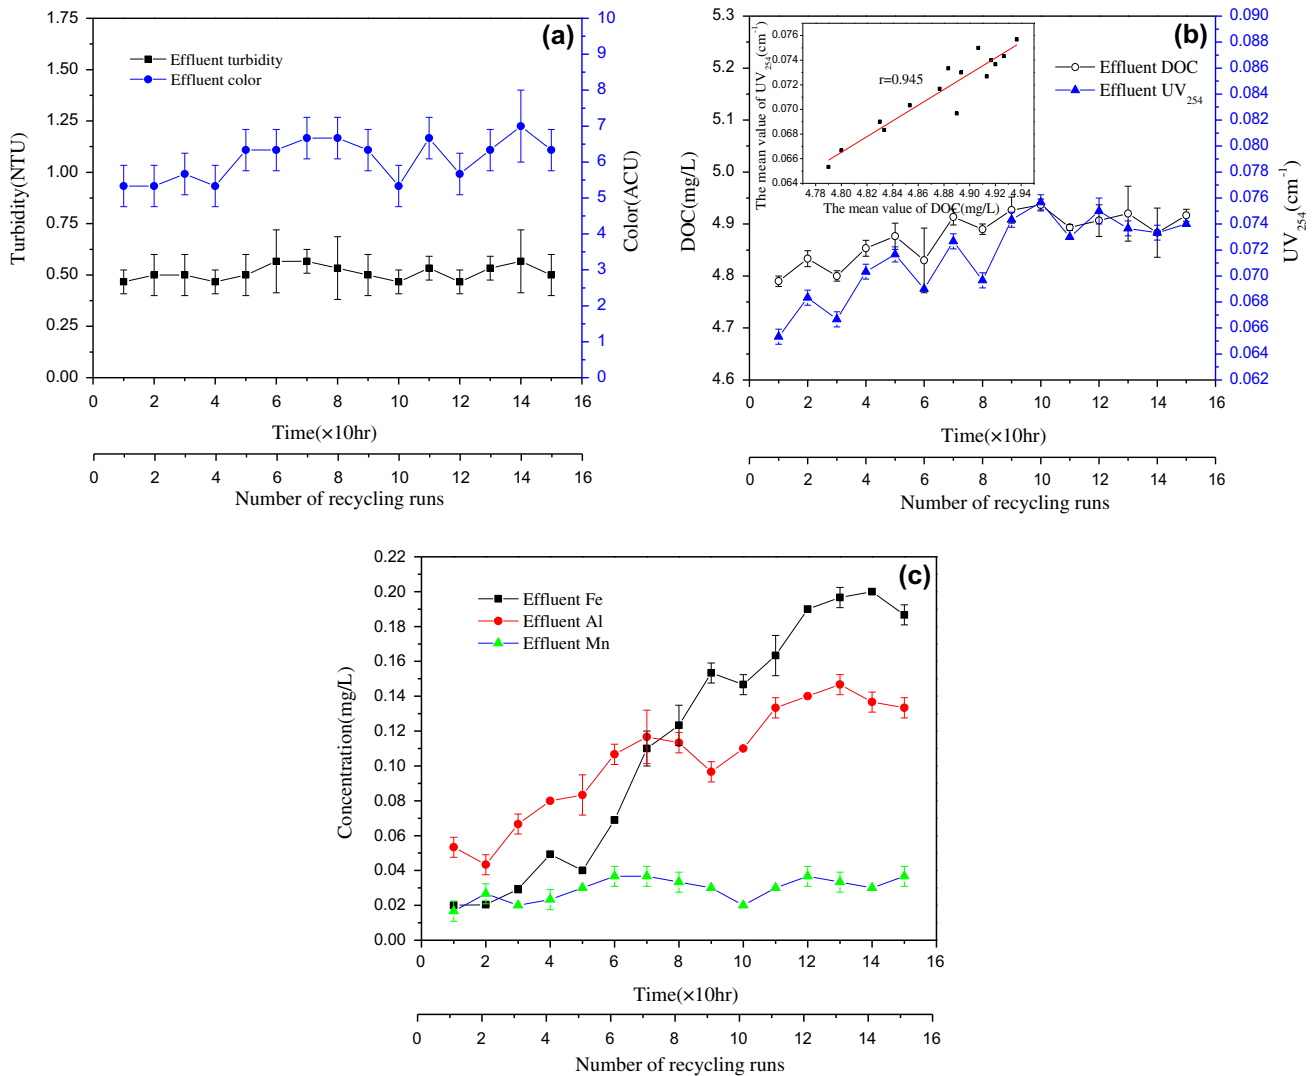 (a)
Effluent turbidity
Effluent color
Turbidity(NTU)
1.75
1.50
1.25
1.00
0.75
0.50
0.25
0.00
Color(ACU)
10
9
8
7
6
5
4
3
2
1
0
0 2 4 6 8 10 12 14 16
Time(×10hr)
0 2 4 6 8 10 12 14 16
Number of recycling runs
(b)
Effluent DOC
Effluent UV254
DOC(mg/L)
5.3
5.2
5.1
5.0
4.9
4.8
4.7
4.6
UV254(cm-1)
0.090
0.088
0.086
0.084
0.082
0.080
0.078
0.076
0.074
0.072
0.070
0.068
0.066
0.064
0.062
The mean value of UV254(cm-1)
0.076
0.074
0.072
0.070
0.068
0.066
0.064
r=0.945
4.78 4.80 4.82 4.84 4.86 4.88 4.90 4.92 4.94
The mean value of DOC(mg/L)
0 2 4 6 8 10 12 14 16
Time(×10hr)
0 2 4 6 8 10 12 14 16
Number of recycling runs
(c)
Effluent Fe
Effluent Al
Effluent Mn
Concentration(mg/L)
0.22
0.20
0.18
0.16
0.14
0.12
0.10
0.08
0.06
0.04
0.02
0.00
0 2 4 6 8 10 12 14 16
Time(×10hr)
0 2 4 6 8 10 12 14 16
Number of recycling runs